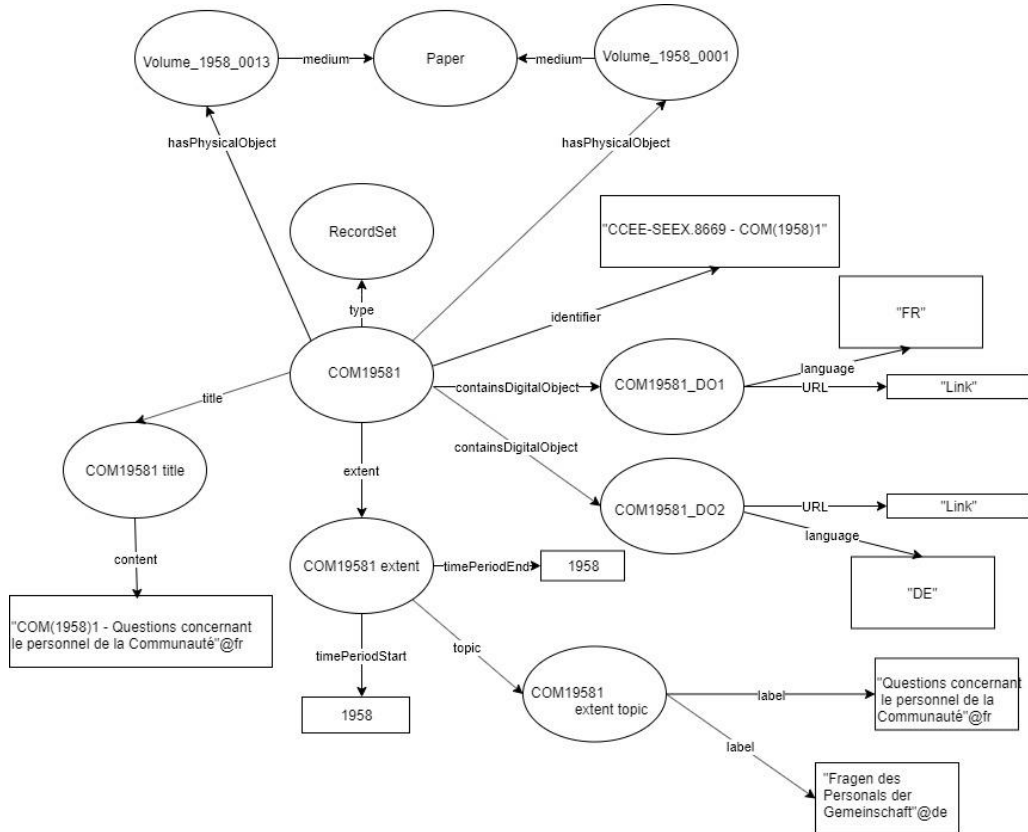 Volume_1958_0013
medium
Paper
medium
Volume_1958_0001
hasPhysicalObject
hasPhysicalObject
RecordSet
"CCEE-SEEX.8669 - COM(1958)1"
type
identifier
"FR"
COM19581
containsDigitalObject
COM19581_DO1
language
URL
"Link"
title
COM19581 title
containsDigitalObject
extent
COM19581_DO2
URL
"Link"
language
content
COM19581 extent
timePeriodEnd
1958
"DE"
"COM(1958)1 - Questions concernant
le personnel de la Communauté"@fr
timePeriodStart
topic
1958
COM19581
extent topic
label
"Questions concernant
le personnel de la
Communauté"@fr
label
"Fragen des
Personals der
Gemeinschaft"@de